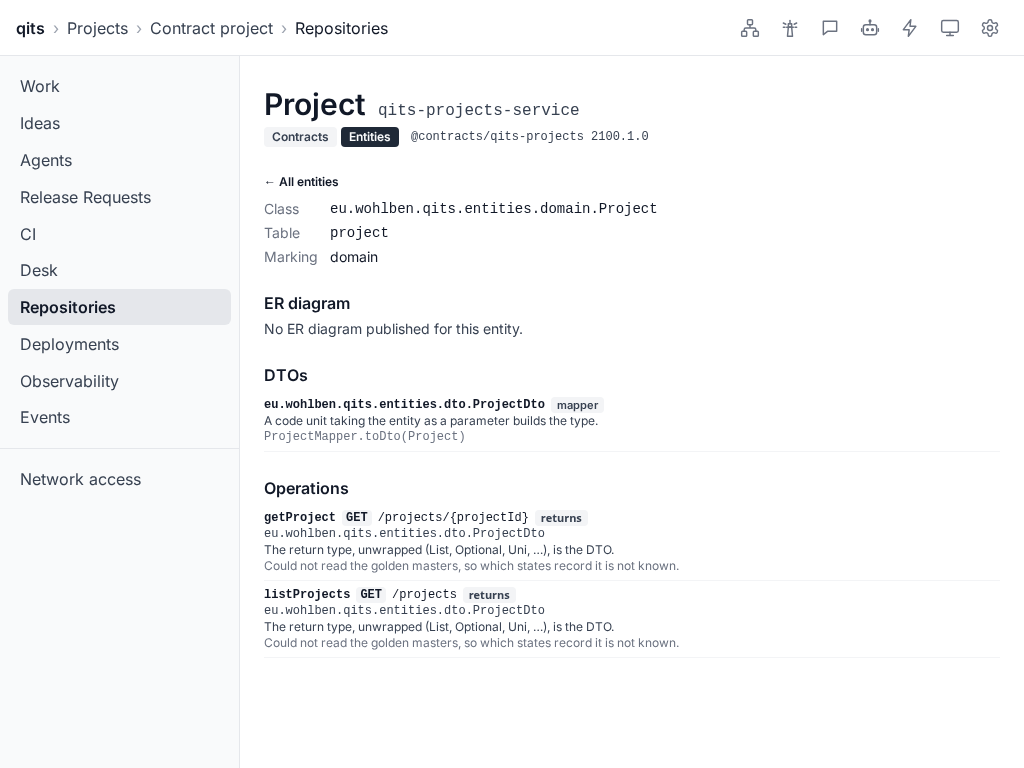 qits › Projects › Contract project › Repositories
Work
Ideas
Agents
Release Requests
CI
Desk
Repositories
Deployments
Observability
Events
Network access
Project qits-projects-service
Contracts Entities @contracts/qits-projects 2100.1.0
← All entities
Class eu.wohlben.qits.entities.domain.Project
Table project
Marking domain
ER diagram
No ER diagram published for this entity.
DTOs
eu.wohlben.qits.entities.dto.ProjectDto mapper
A code unit taking the entity as a parameter builds the type.
ProjectMapper.toDto(Project)
Operations
getProject GET /projects/{projectId} returns
eu.wohlben.qits.entities.dto.ProjectDto
The return type, unwrapped (List, Optional, Uni, …), is the DTO.
Could not read the golden masters, so which states record it is not known.
listProjects GET /projects returns
eu.wohlben.qits.entities.dto.ProjectDto
The return type, unwrapped (List, Optional, Uni, …), is the DTO.
Could not read the golden masters, so which states record it is not known.